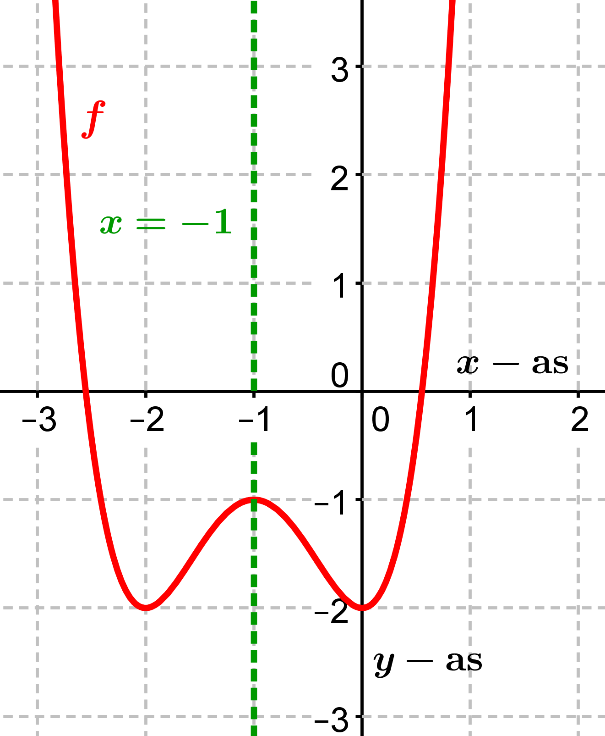 3
f
2
x = −1
1
0
x − as
−3 −2 −1 0 1 2
−1
−2
y − as
−3